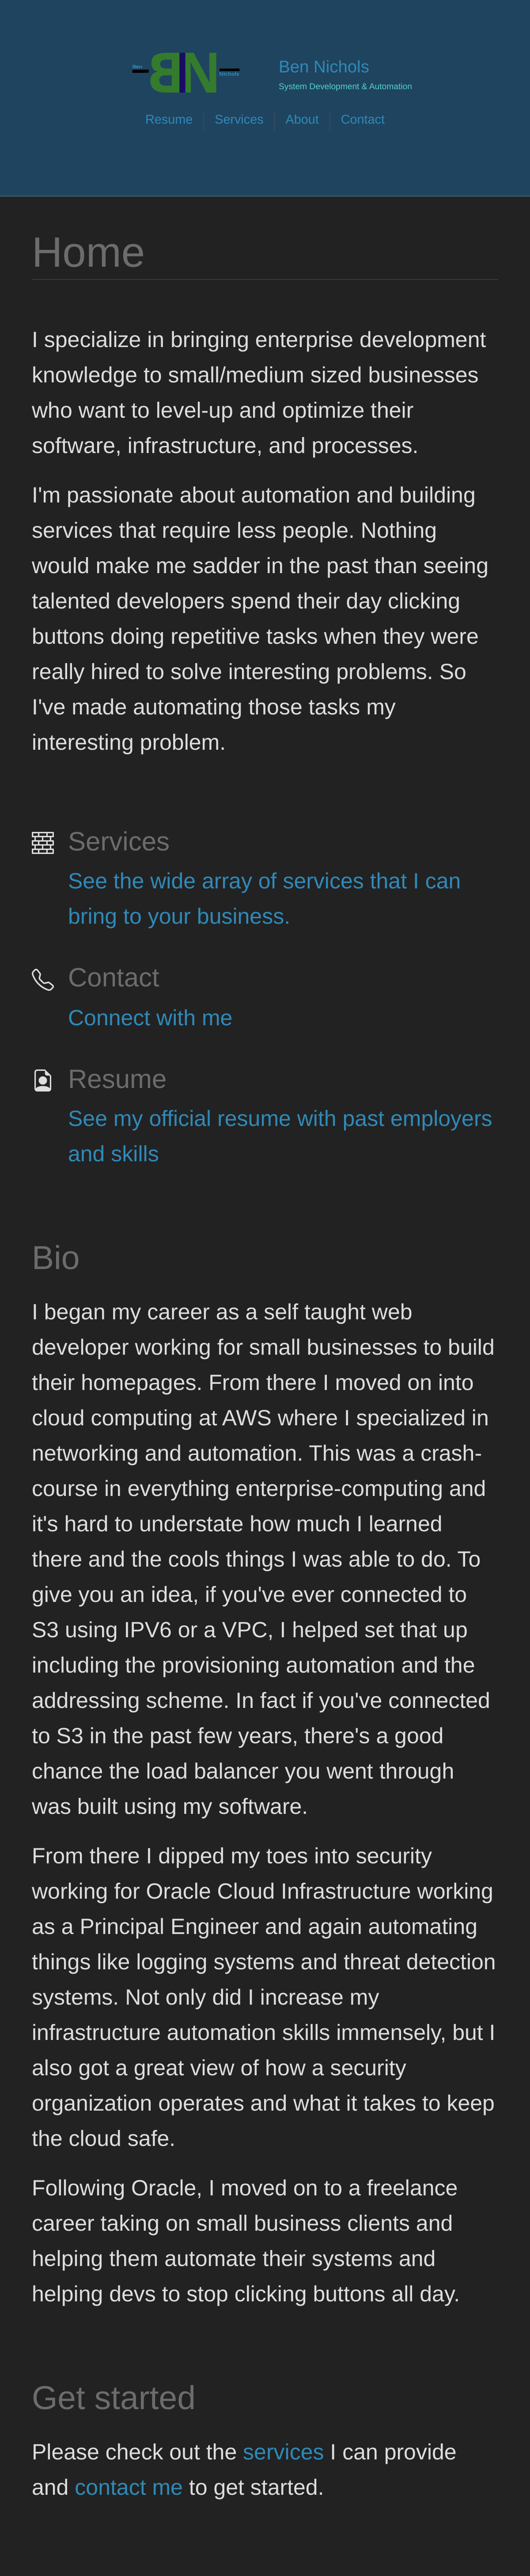 Ben
BN
Nichols
Ben Nichols
System Development & Automation
Resume
Services
About
Contact
Home
I specialize in bringing enterprise development
knowledge to small/medium sized businesses
who want to level-up and optimize their
software, infrastructure, and processes.
I'm passionate about automation and building
services that require less people. Nothing
would make me sadder in the past than seeing
talented developers spend their day clicking
buttons doing repetitive tasks when they were
really hired to solve interesting problems. So
I've made automating those tasks my
interesting problem.
Services
See the wide array of services that I can
bring to your business.
Contact
Connect with me
Resume
See my official resume with past employers
and skills
Bio
I began my career as a self taught web
developer working for small businesses to build
their homepages. From there I moved on into
cloud computing at AWS where I specialized in
networking and automation. This was a crash-
course in everything enterprise-computing and
it's hard to understate how much I learned
there and the cools things I was able to do. To
give you an idea, if you've ever connected to
S3 using IPV6 or a VPC, I helped set that up
including the provisioning automation and the
addressing scheme. In fact if you've connected
to S3 in the past few years, there's a good
chance the load balancer you went through
was built using my software.
From there I dipped my toes into security
working for Oracle Cloud Infrastructure working
as a Principal Engineer and again automating
things like logging systems and threat detection
systems. Not only did I increase my
infrastructure automation skills immensely, but I
also got a great view of how a security
organization operates and what it takes to keep
the cloud safe.
Following Oracle, I moved on to a freelance
career taking on small business clients and
helping them automate their systems and
helping devs to stop clicking buttons all day.
Get started
Please check out the services I can provide
and contact me to get started.